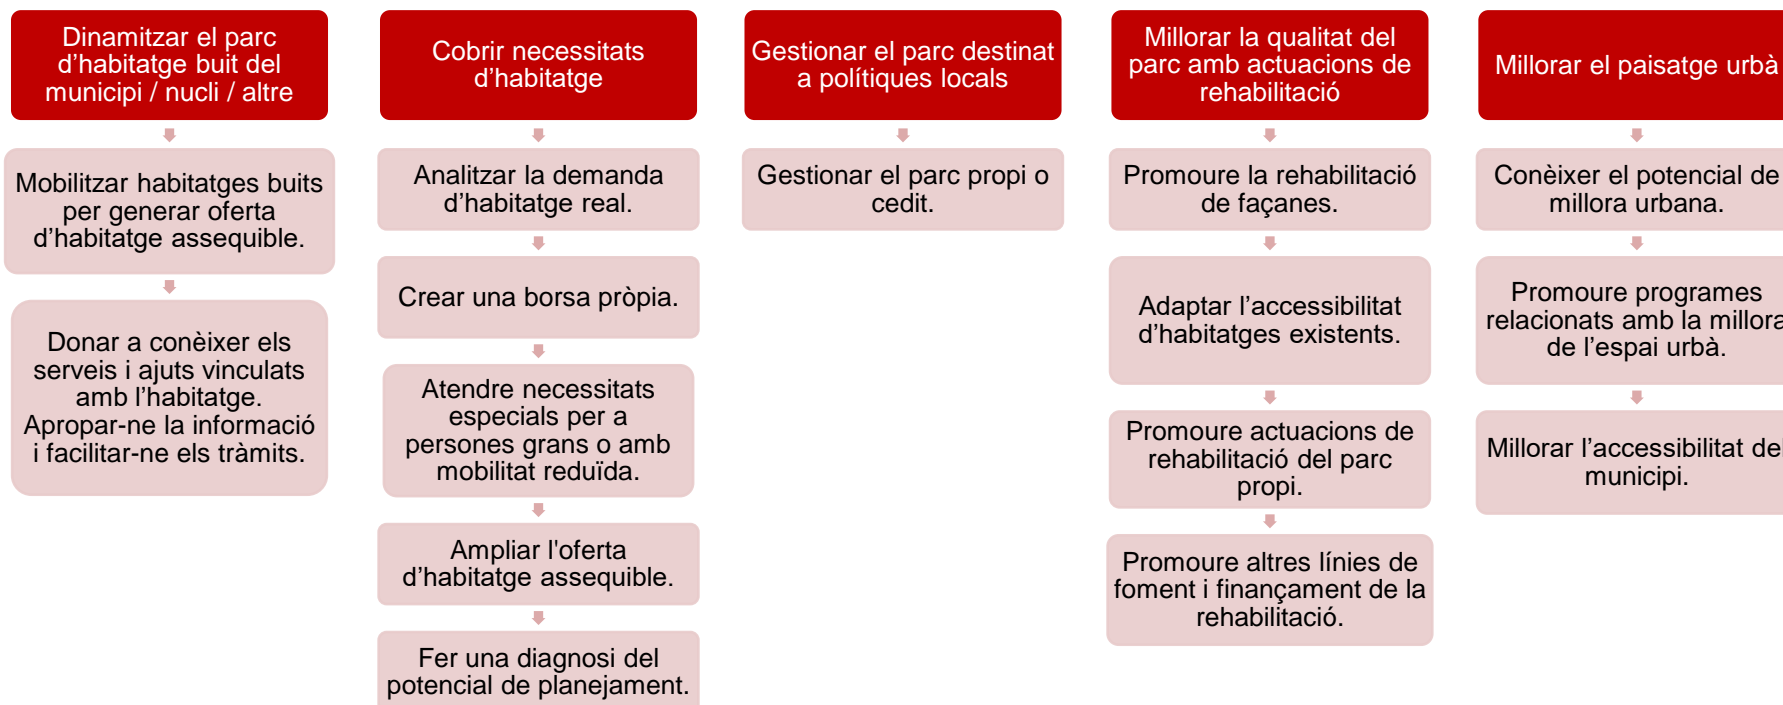 Dinamitzar el parc
d’habitatge buit del
municipi / nucli / altre
Mobilitzar habitatges buits
per generar oferta
d’habitatge assequible.
Donar a conèixer els
serveis i ajuts vinculats
amb l’habitatge.
Apropar-ne la informació
i facilitar-ne els tràmits.
Cobrir necessitats
d’habitatge
Analitzar la demanda
d’habitatge real.
Crear una borsa pròpia.
Atendre necessitats
especials per a
persones grans o amb
mobilitat reduïda.
Ampliar l'oferta
d’habitatge assequible.
Fer una diagnosi del
potencial de planejament.
Gestionar el parc destinat
a polítiques locals
Gestionar el parc propi o
cedit.
Millorar la qualitat del
parc amb actuacions de
rehabilitació
Promoure la rehabilitació
de façanes.
Adaptar l’accessibilitat
d’habitatges existents.
Promoure actuacions de
rehabilitació del parc
propi.
Promoure altres línies de
foment i finançament de la
rehabilitació.
Millorar el paisatge urbà
Conèixer el potencial de
millora urbana.
Promoure programes
relacionats amb la millora
de l’espai urbà.
Millorar l’accessibilitat del
municipi.